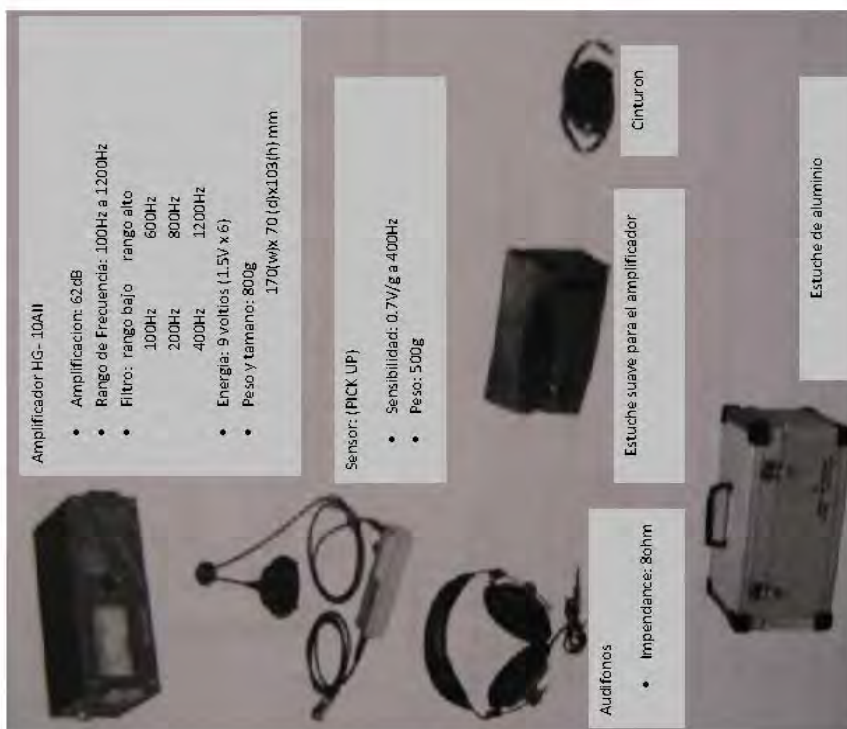 Amplificador HG- 10AII
• Amplificacion: 62dB
• Rango de Frecuencia: 100Hz a 1200Hz
• Filtro: rango bajo rango alto
100Hz 600Hz
200Hz 800Hz
400Hz 1200Hz
• Energia: 9 voltios (1.5V x 6)
• Peso y tamano: 800g
170(w)x 70 (d)x103(h) mm
Sensor: (PICK UP)
• Sensibilidad: 0.7V/g a 400Hz
• Peso: 500g
Audifonos
• Impendance: 8ohm
Estuche suave para el amplificador
Cinturon
Estuche de aluminio